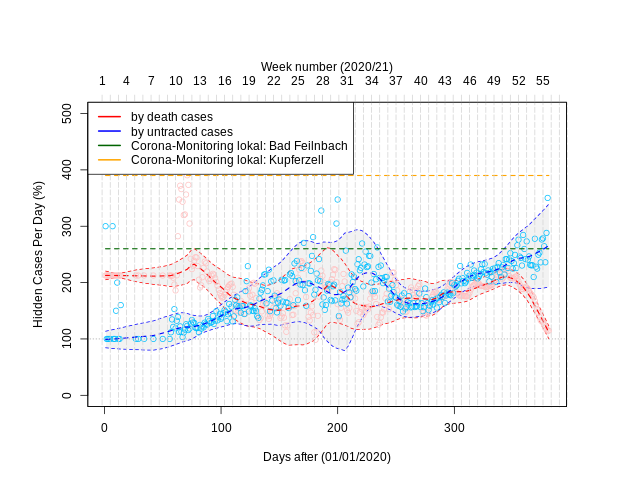 Week number (2020/21)
1 4 7 10 13 16 19 22 25 28 31 34 37 40 43 46 49 52 55
by death cases
by untracted cases
Corona-Monitoring lokal: Bad Feilnbach
Corona-Monitoring lokal: Kupferzell
Hidden Cases Per Day (%)
500
400
300
200
100
0
0 100 200 300
Days after (01/01/2020)